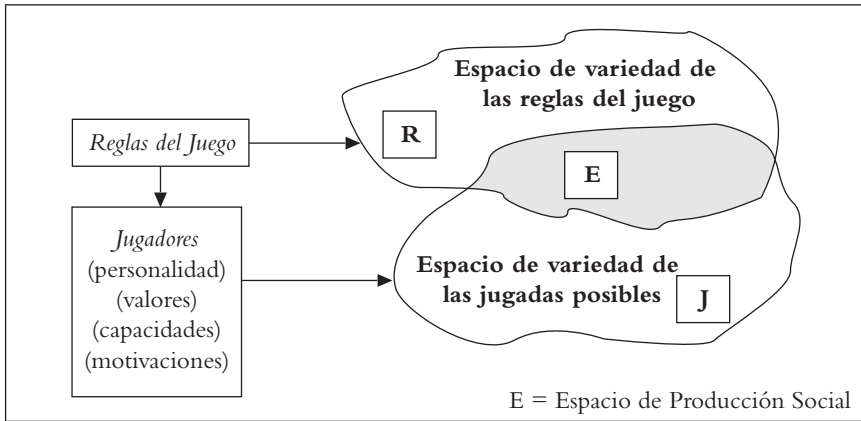 Espacio de variedad de
las reglas del juego
Reglas del Juego
R
E
Jugadores
(personalidad)
(valores)
(capacidades)
(motivaciones)
Espacio de variedad de
las jugadas posibles
J
E = Espacio de Producción Social